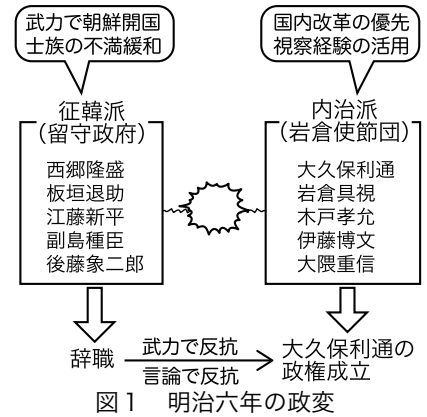 武力で朝鮮開国
士族の不満緩和
国内改革の優先
視察経験の活用
征韓派
（留守政府）
西郷隆盛
板垣退助
江藤新平
副島種臣
後藤象二郎
内治派
（岩倉使節団）
大久保利通
岩倉具視
木戸孝允
伊藤博文
大隈重信
辞職
武力で反抗
言論で反抗
大久保利通の
政権成立
図1　明治六年の政変